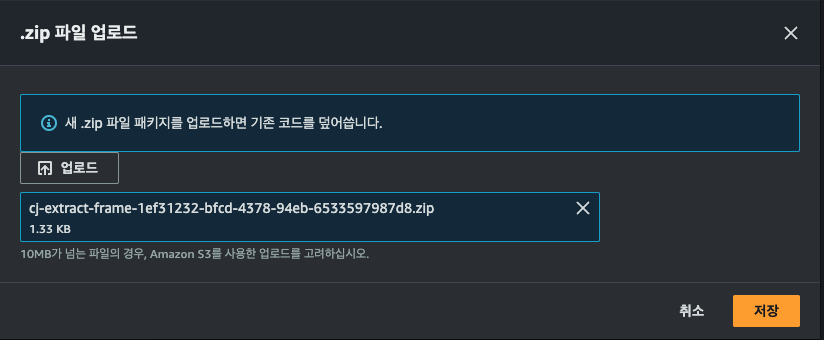 .zip 파일 업로드
새 .zip 파일 패키지를 업로드하면 기존 코드를 덮어씁니다.
업로드
cj-extract-frame-1ef31232-bfcd-4378-94eb-6533597987d8.zip
1.33 KB
10MB가 넘는 파일의 경우, Amazon S3를 사용한 업로드를 고려하십시오.
취소 저장